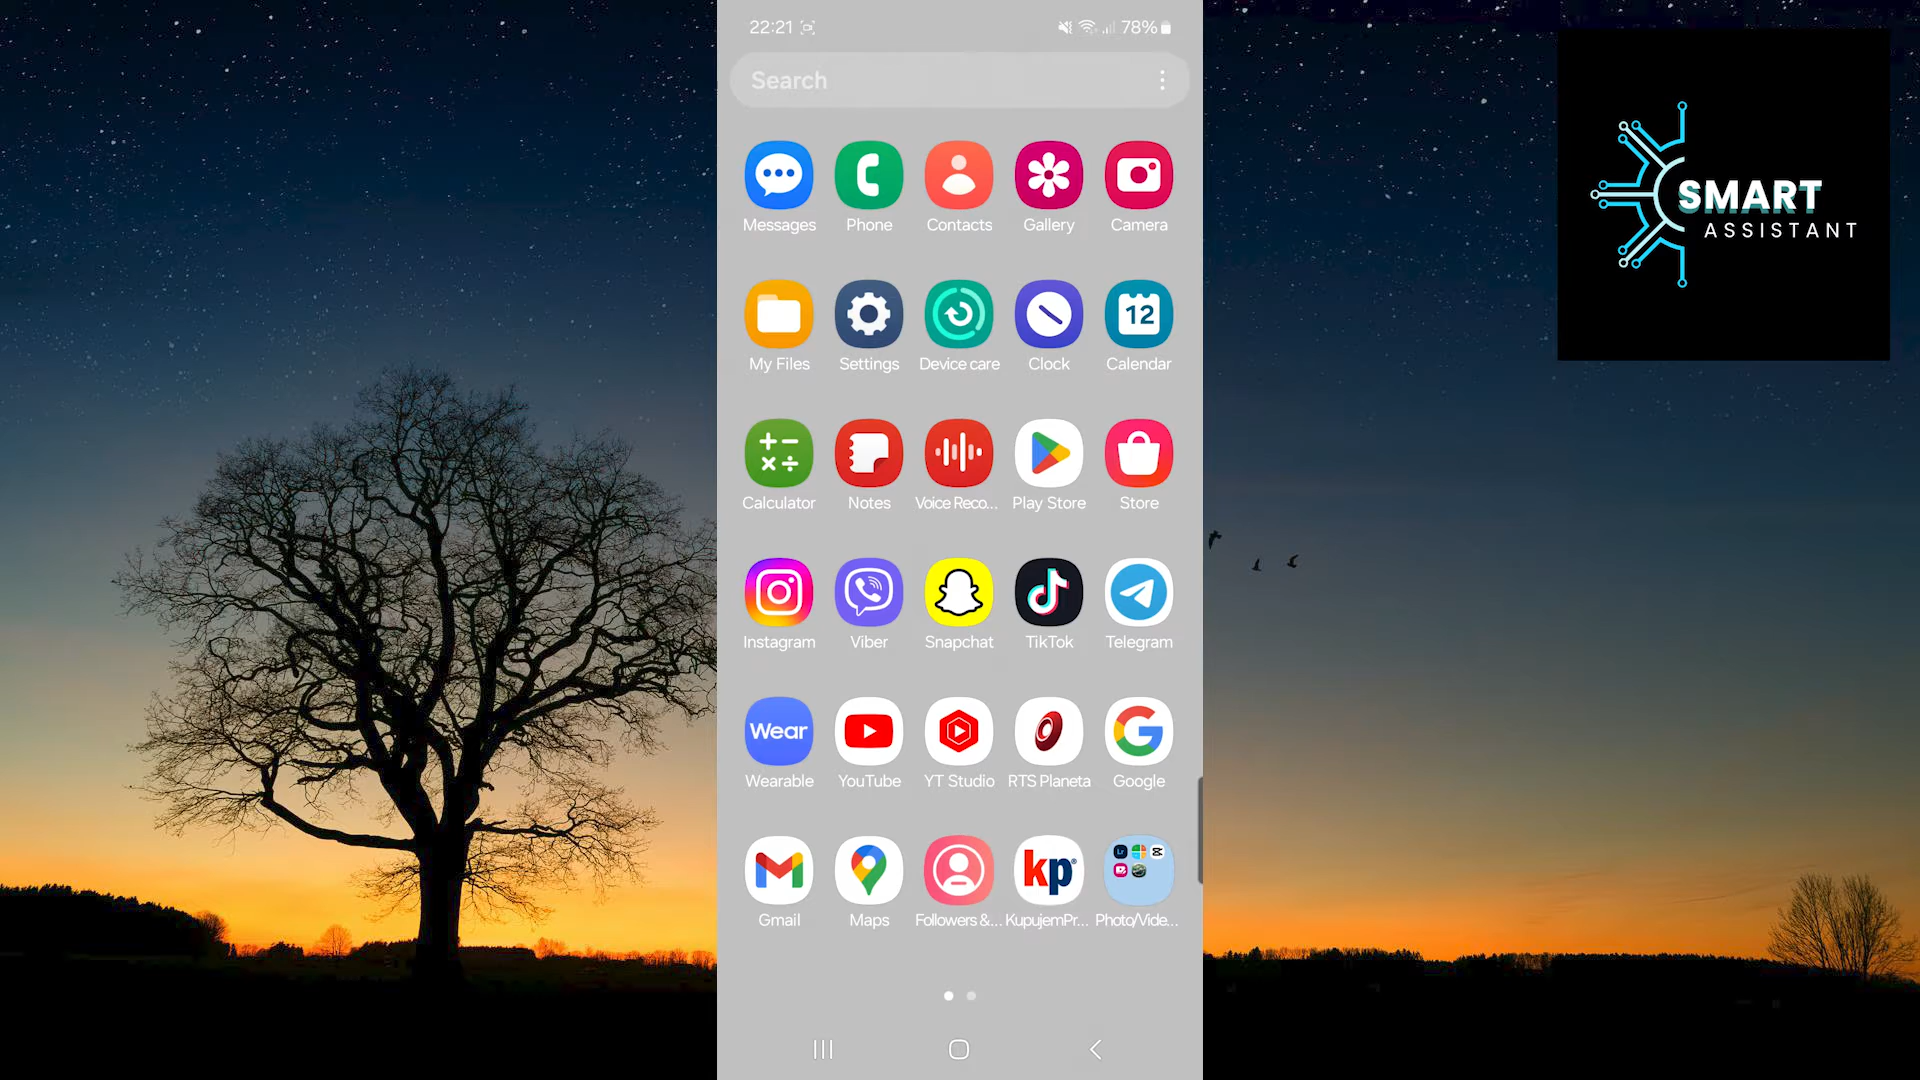 22:21
78%
Search
Messages
Phone
Contacts
Gallery
Camera
12
My Files
Settings
Device care
Clock
Calendar
Calculator
Notes
Voice Reco...
Play Store
Store
Instagram
Viber
Snapchat
TikTok
Telegram
Wear
Wearable
YouTube
YT Studio
RTS Planeta
Google
kp
Gmail
Maps
Followers &...
KupujemPr...
Photo/Vide...
SMART
ASSISTANT